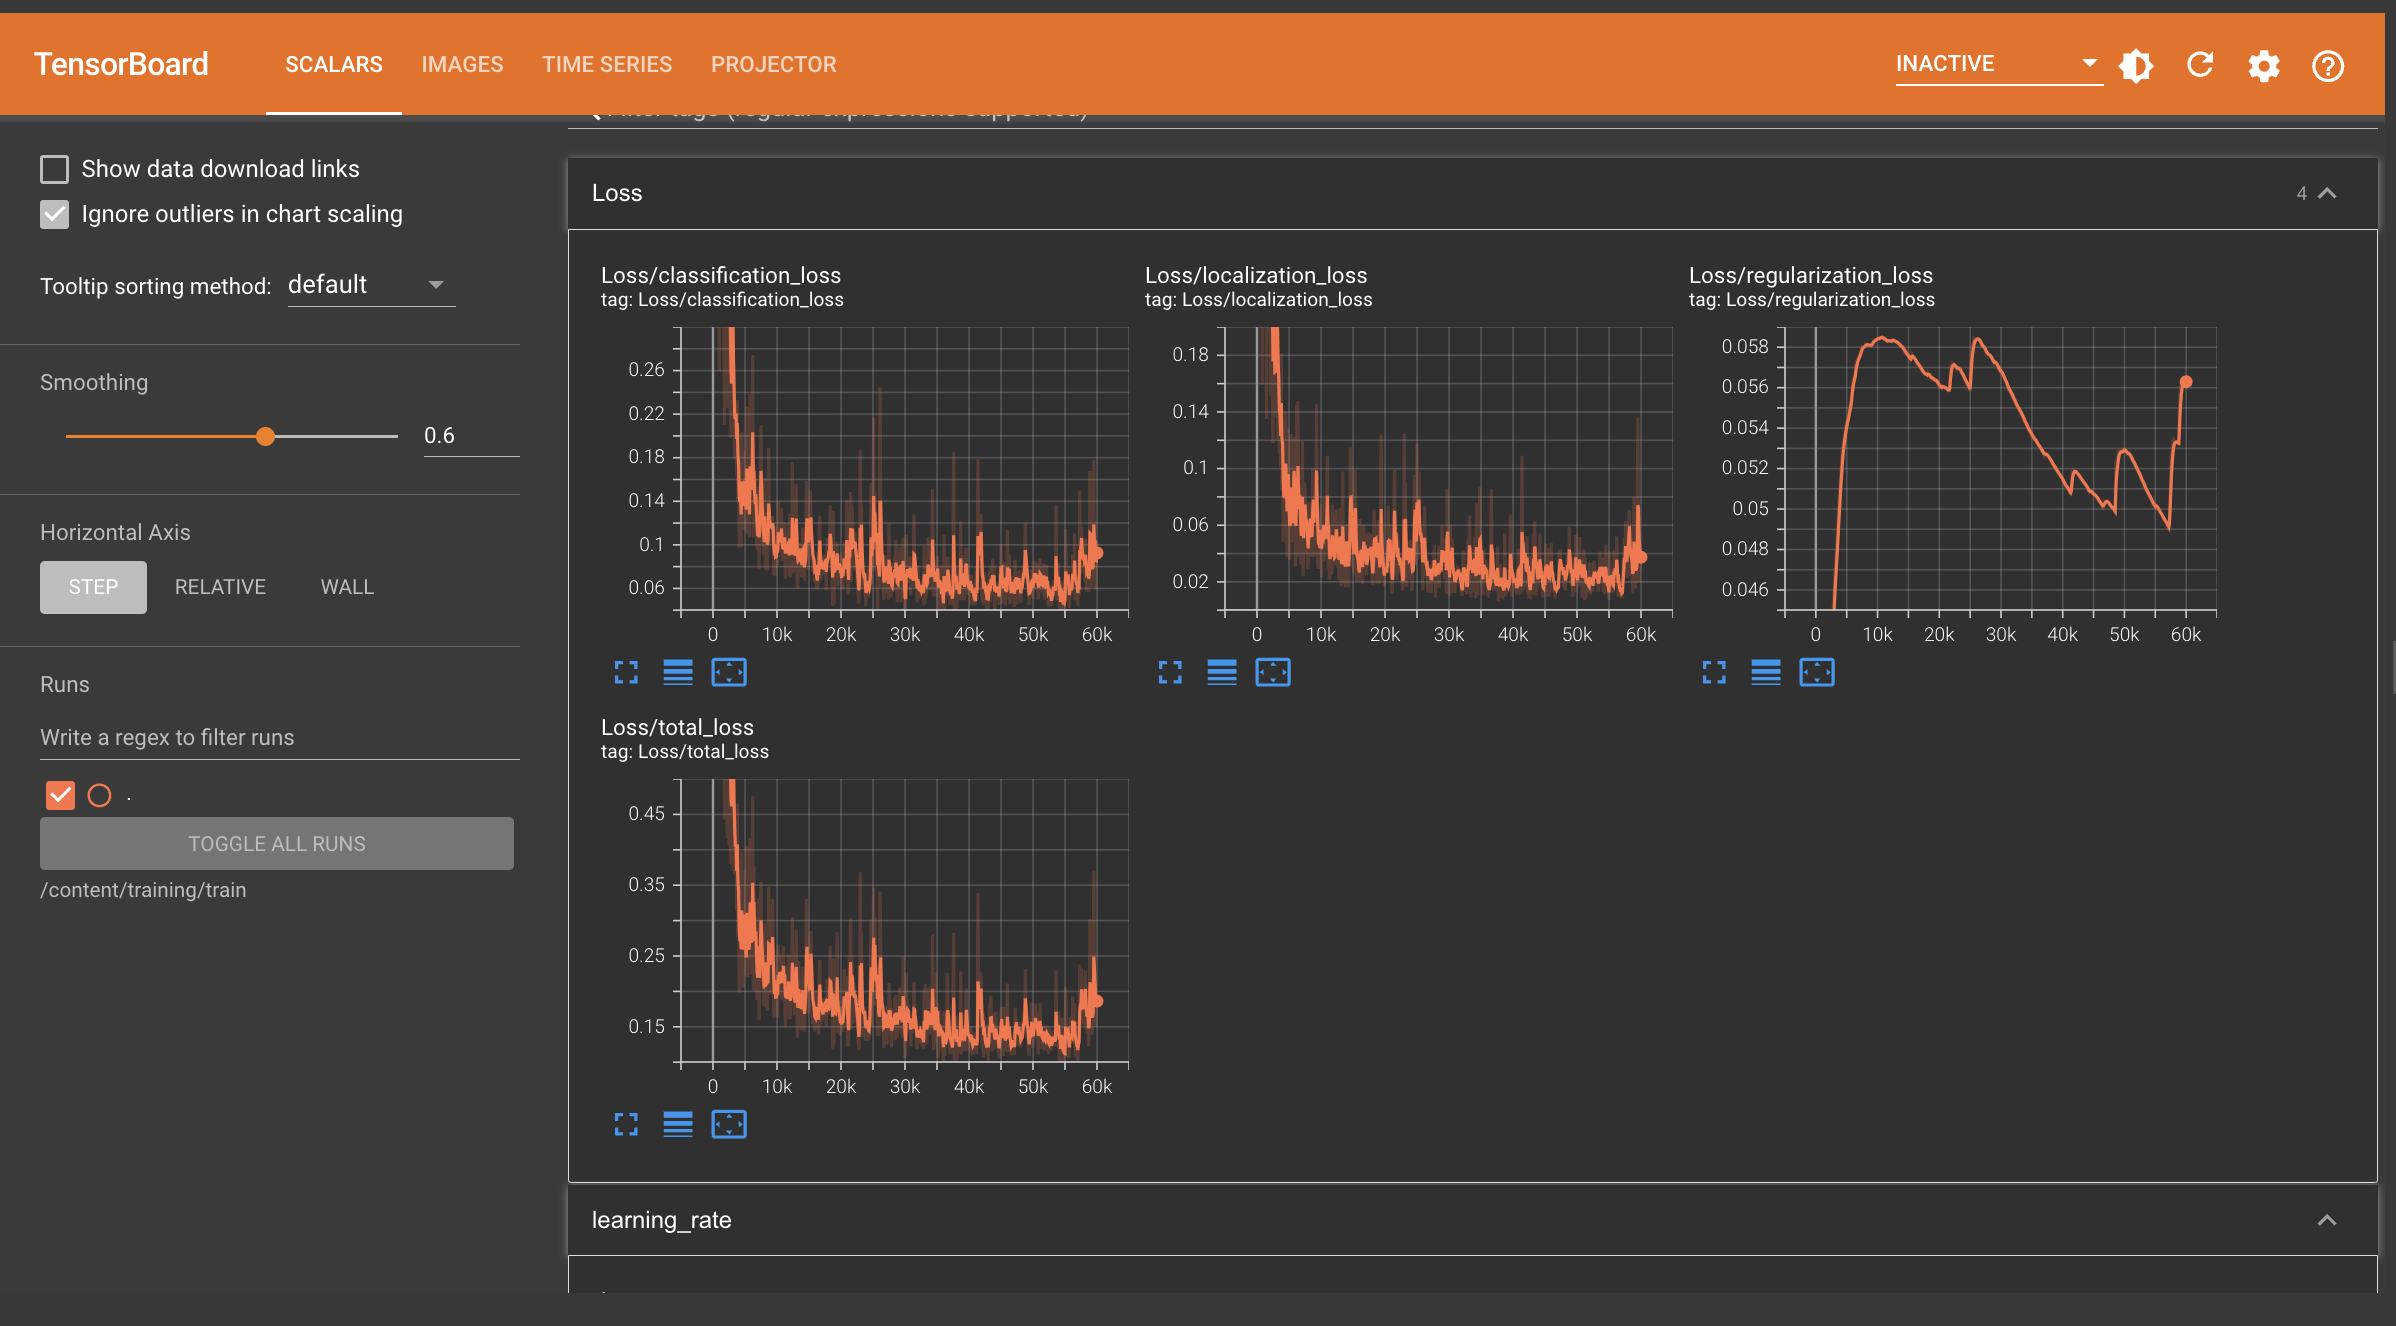 TensorBoard
SCALARS
IMAGES
TIME SERIES
PROJECTOR
INACTIVE
Filter tags (regular expressions supported)
Show data download links
Ignore outliers in chart scaling
Tooltip sorting method: default
Smoothing
0.6
Horizontal Axis
STEP
RELATIVE
WALL
Runs
Write a regex to filter runs
.
TOGGLE ALL RUNS
/content/training/train
Loss
4
Loss/classification_loss
tag: Loss/classification_loss
0.26
0.22
0.18
0.14
0.1
0.06
0 10k 20k 30k 40k 50k 60k
Loss/localization_loss
tag: Loss/localization_loss
0.18
0.14
0.1
0.06
0.02
0 10k 20k 30k 40k 50k 60k
Loss/regularization_loss
tag: Loss/regularization_loss
0.058
0.056
0.054
0.052
0.05
0.048
0.046
0 10k 20k 30k 40k 50k 60k
Loss/total_loss
tag: Loss/total_loss
0.45
0.35
0.25
0.15
0 10k 20k 30k 40k 50k 60k
learning_rate